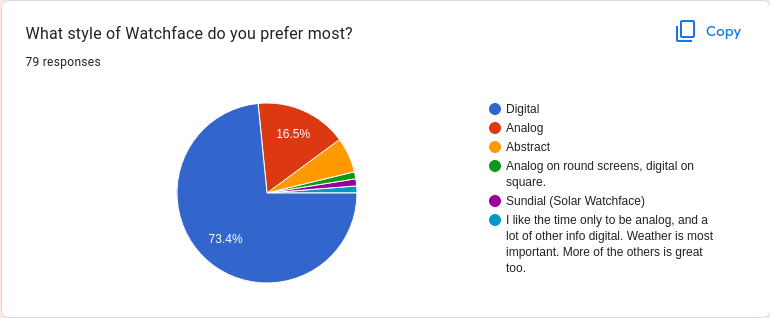 What style of Watchface do you prefer most?
Copy
79 responses
16.5%
73.4%
Digital
Analog
Abstract
Analog on round screens, digital on
square.
Sundial (Solar Watchface)
I like the time only to be analog, and a
lot of other info digital. Weather is most
important. More of the others is great
too.